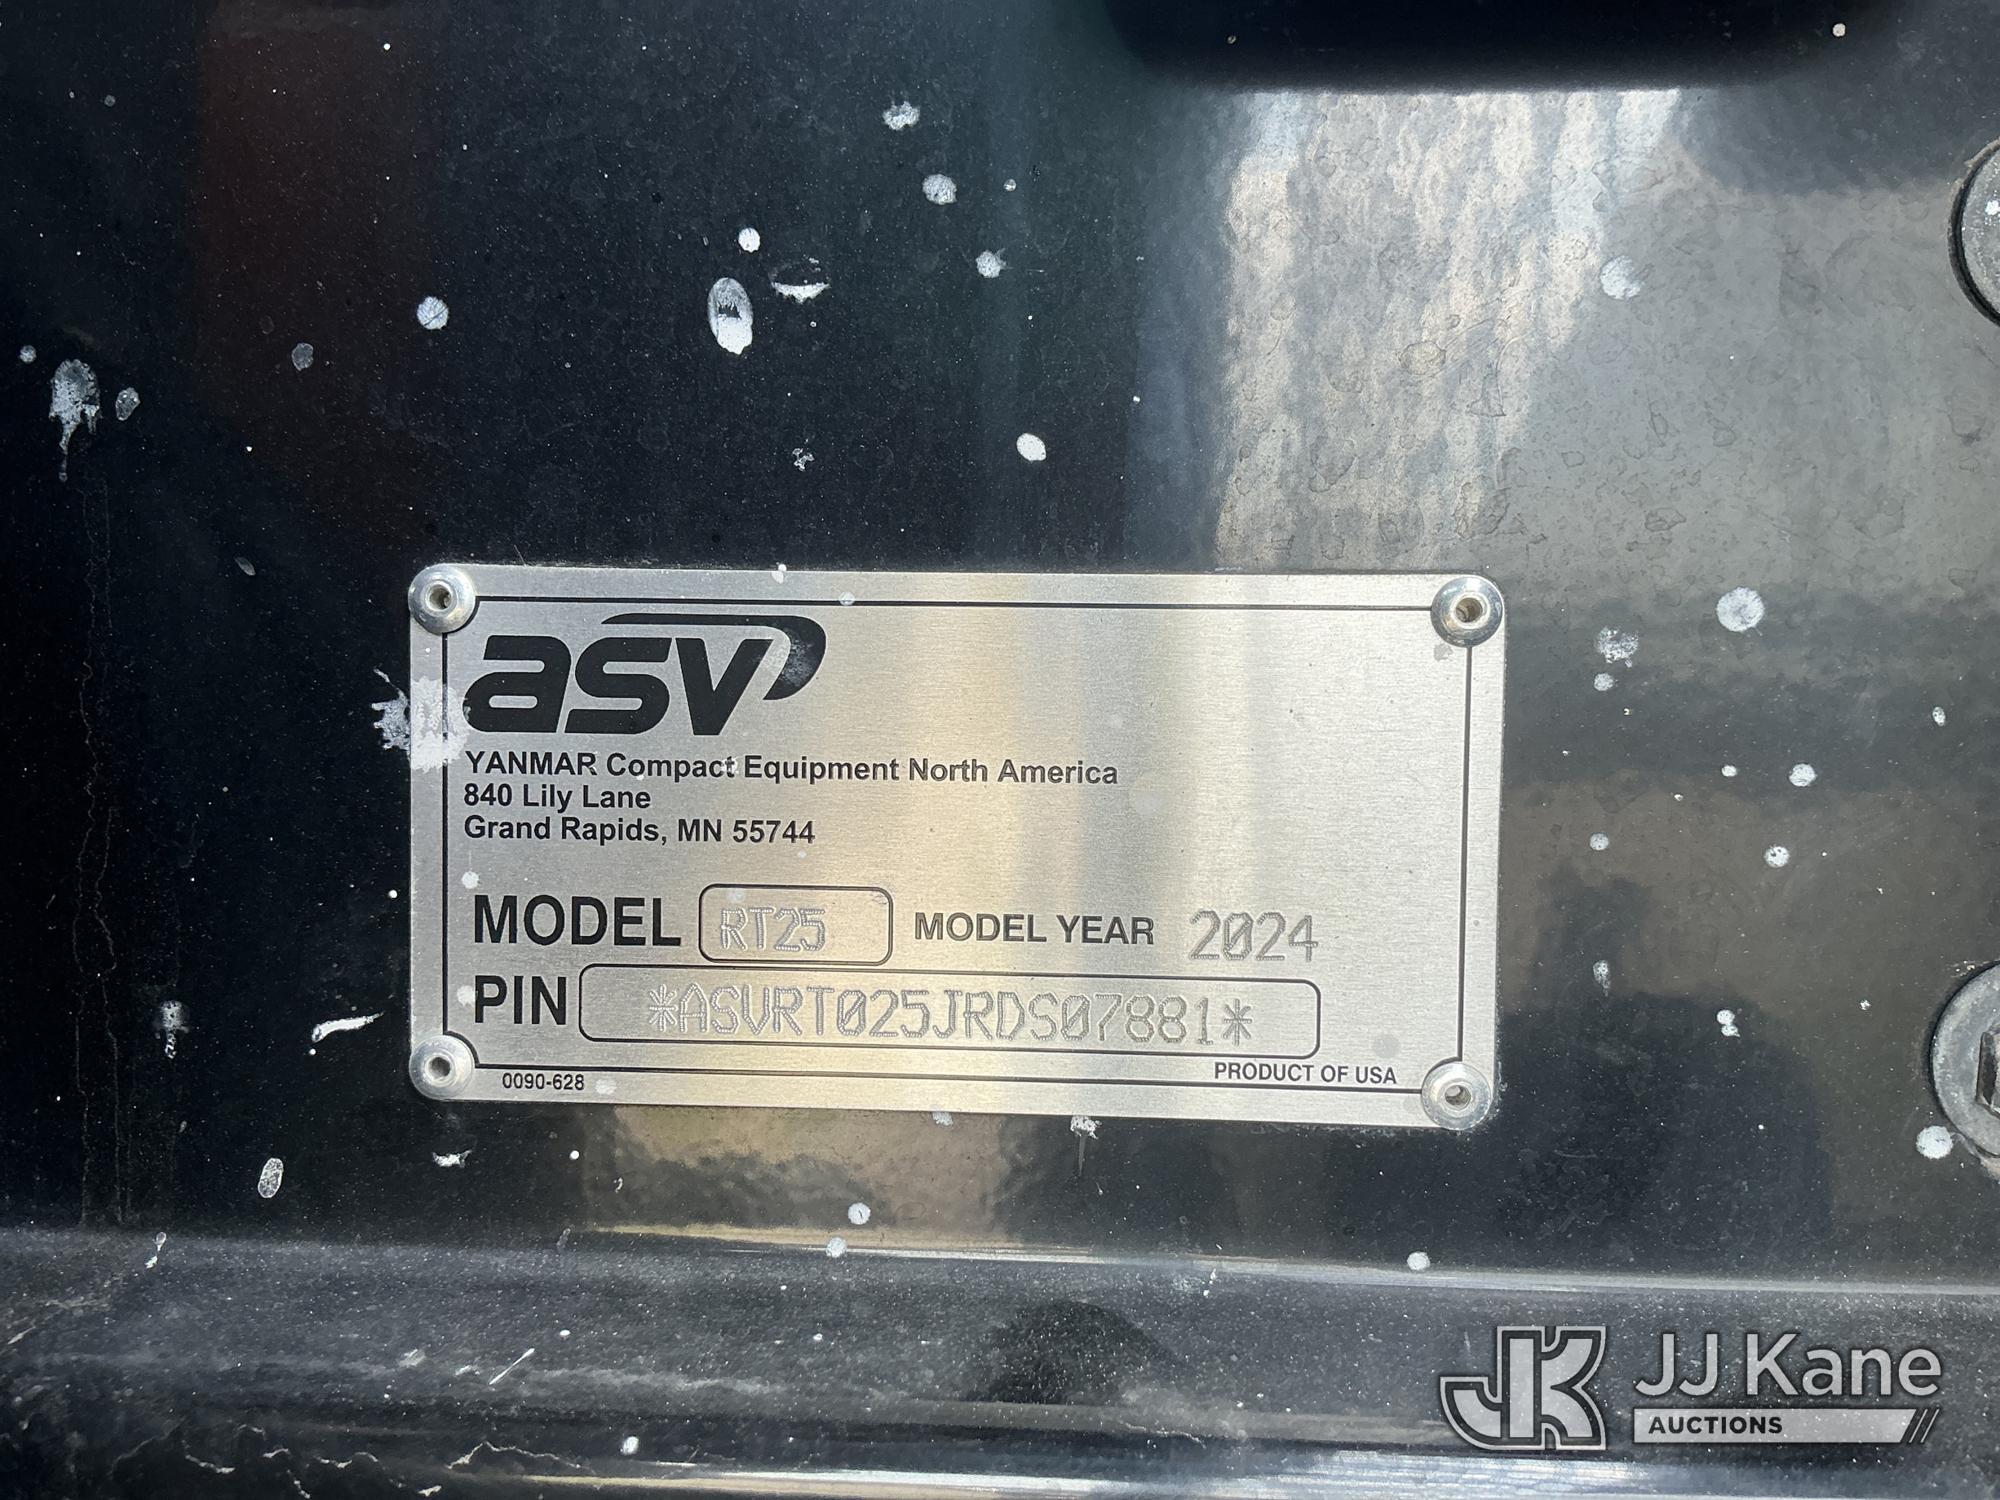 asv
YANMAR Compact Equipment North America
840 Lily Lane
Grand Rapids, MN 55744
MODEL RT25 MODEL YEAR 2024
PIN *ASVRT025JRDS07881*
0090-628 PRODUCT OF USA
JK JJ Kane
AUCTIONS